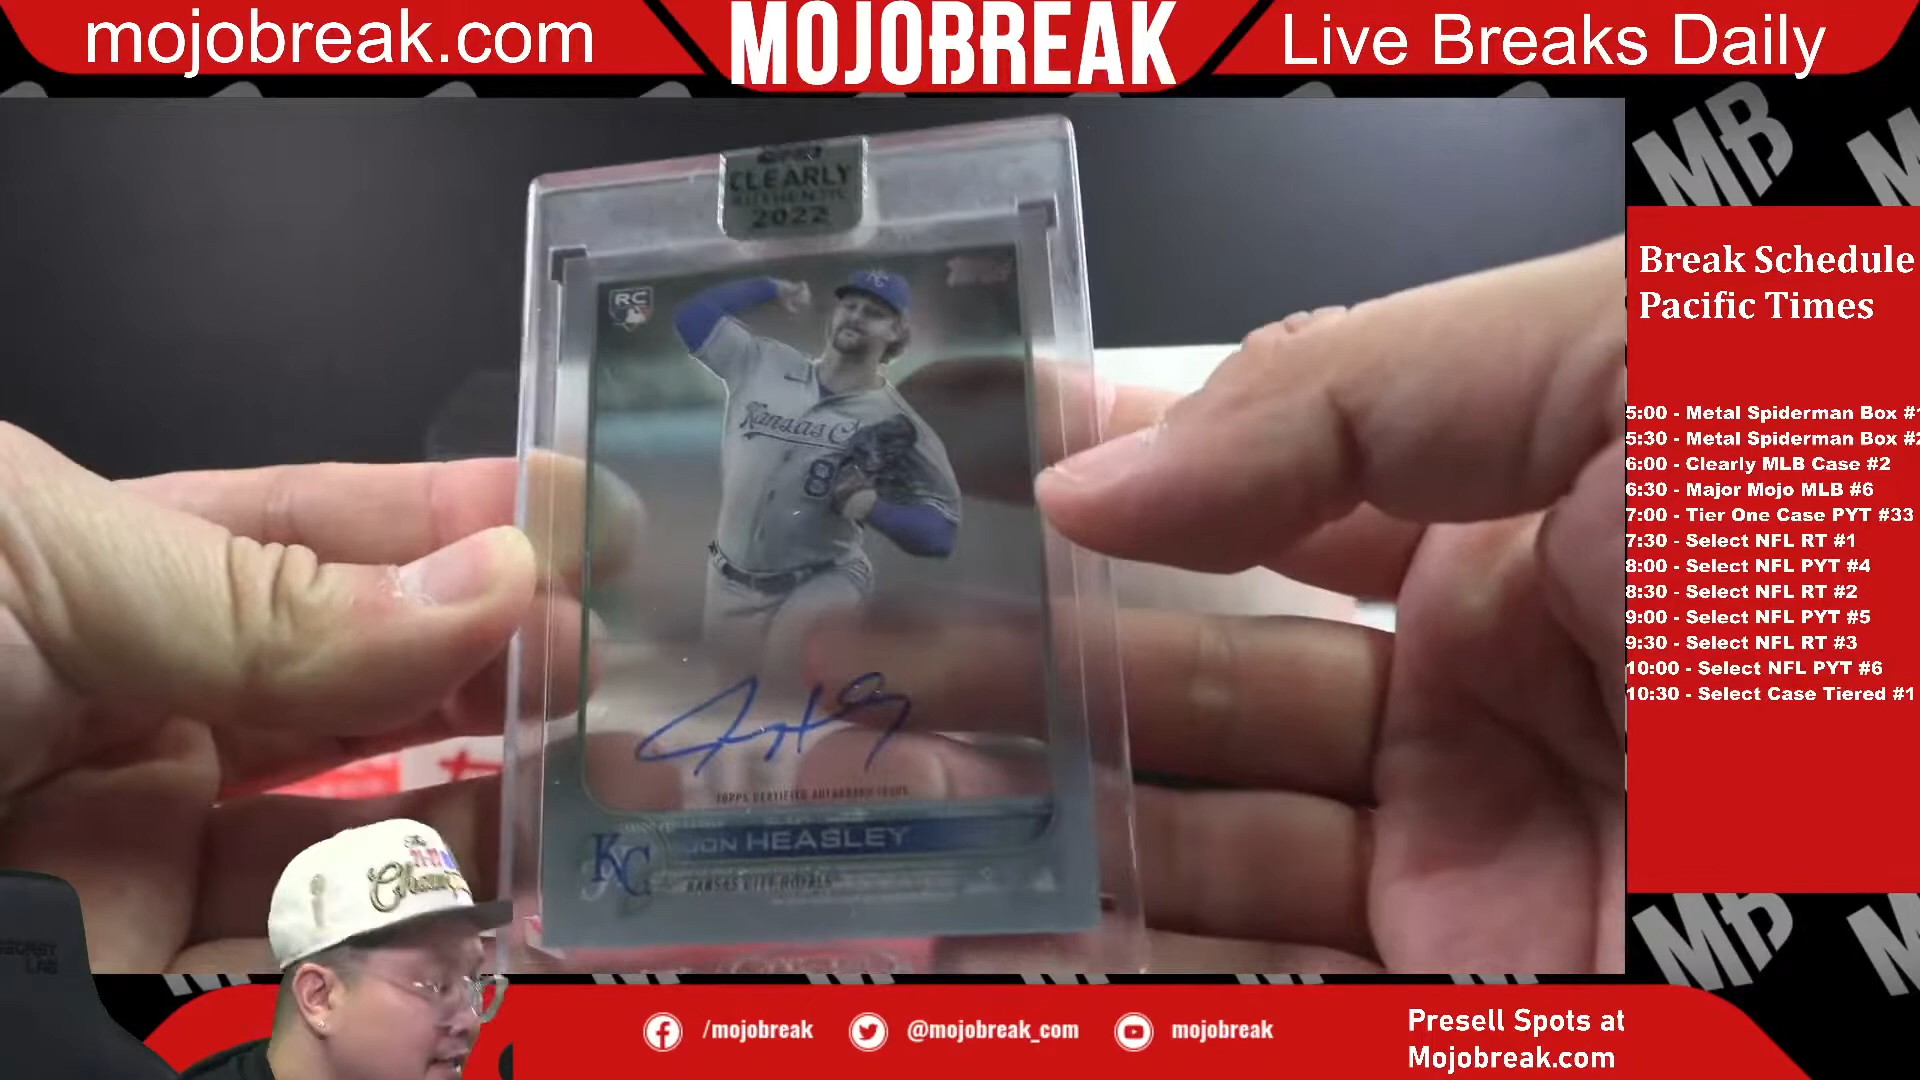 mojobreak.com
MOJOBREAK
Live Breaks Daily
CLEARLY
AUTHENTIC
2022
RC
Topps
KC
Kansas C
8
TOPPS CERTIFIED AUTOGRAPH ISSUE
JON HEASLEY
KC
KANSAS CITY ROYALS
Break Schedule
Pacific Times
5:00 - Metal Spiderman Box #1
5:30 - Metal Spiderman Box #2
6:00 - Clearly MLB Case #2
6:30 - Major Mojo MLB #6
7:00 - Tier One Case PYT #33
7:30 - Select NFL RT #1
8:00 - Select NFL PYT #4
8:30 - Select NFL RT #2
9:00 - Select NFL PYT #5
9:30 - Select NFL RT #3
10:00 - Select NFL PYT #6
10:30 - Select Case Tiered #1
MB
MB
/mojobreak
@mojobreak_com
mojobreak
Presell Spots at
Mojobreak.com